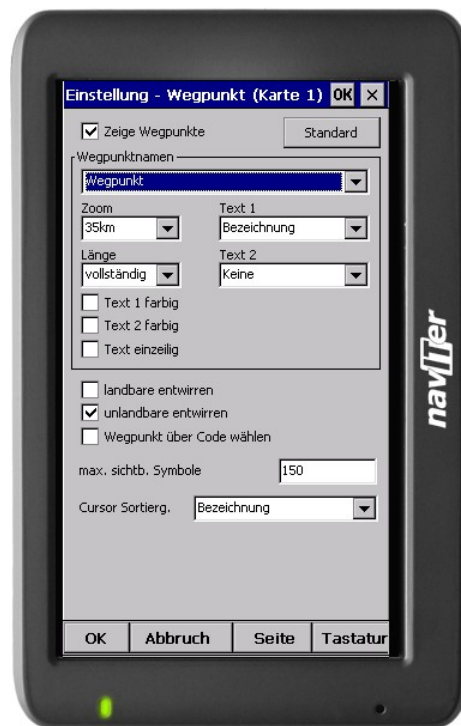 Einstellung - Wegpunkt (Karte 1) OK ×
Zeige Wegpunkte Standard
Wegpunktnamen
Wegpunkt
Zoom Text 1
35km Bezeichnung
Länge Text 2
vollständig Keine
Text 1 farbig
Text 2 farbig
Text einzeilig
landbare entwirren
unlandbare entwirren
Wegpunkt über Code wählen
max. sichtb. Symbole 150
Cursor Sortierg. Bezeichnung
OK Abbruch Seite Tastatur
naviter